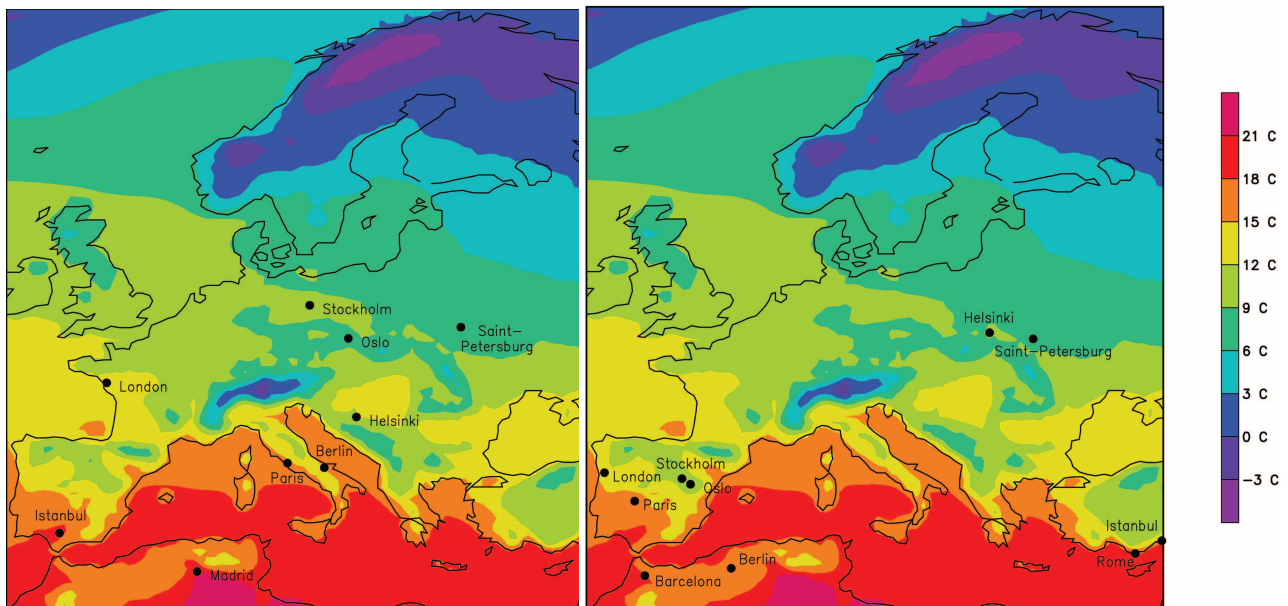 Stockholm
Oslo
Saint-
Petersburg
London
Helsinki
Berlin
Paris
Istanbul
Madrid
Helsinki
Saint-Petersburg
Stockholm
London
Oslo
Paris
Istanbul
Rome
Berlin
Barcelona
21 C
18 C
15 C
12 C
9 C
6 C
3 C
0 C
-3 C